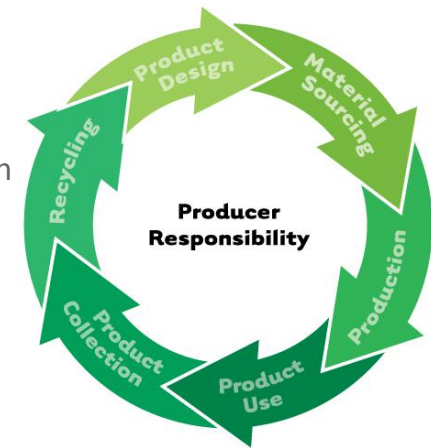 Product
Design
Material
Sourcing
Production
Product
Use
Product
Collection
Recycling
Producer
Responsibility